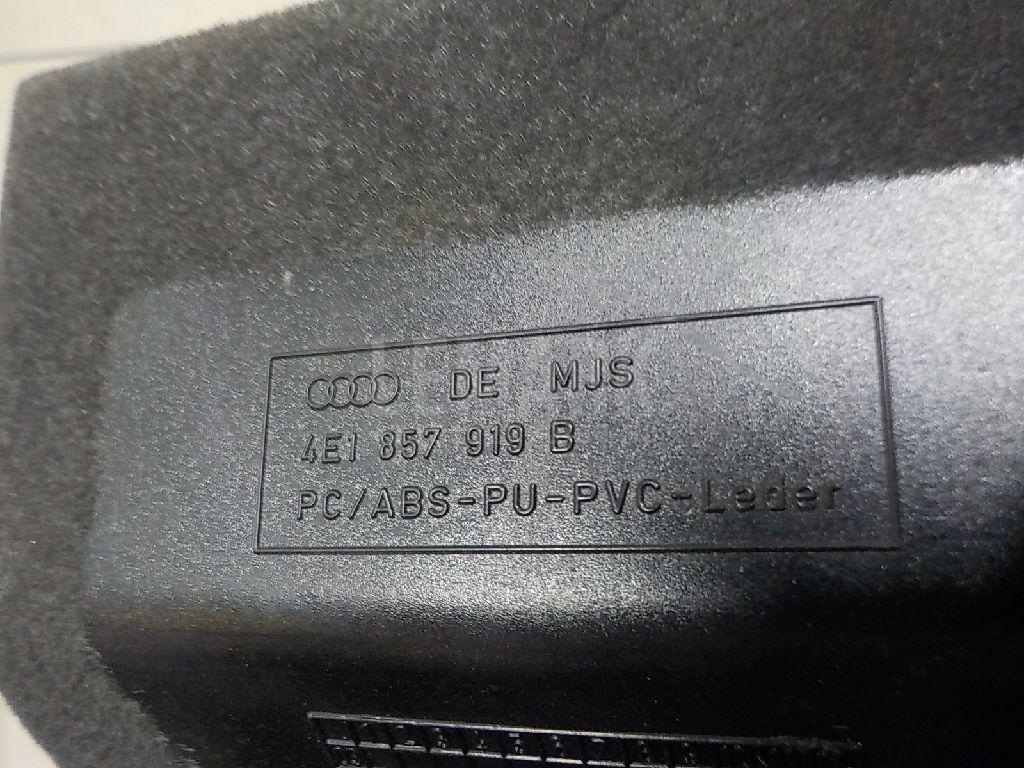 DE MJS
4E1 857 919 B
PC/ABS-PU-PVC-Leder